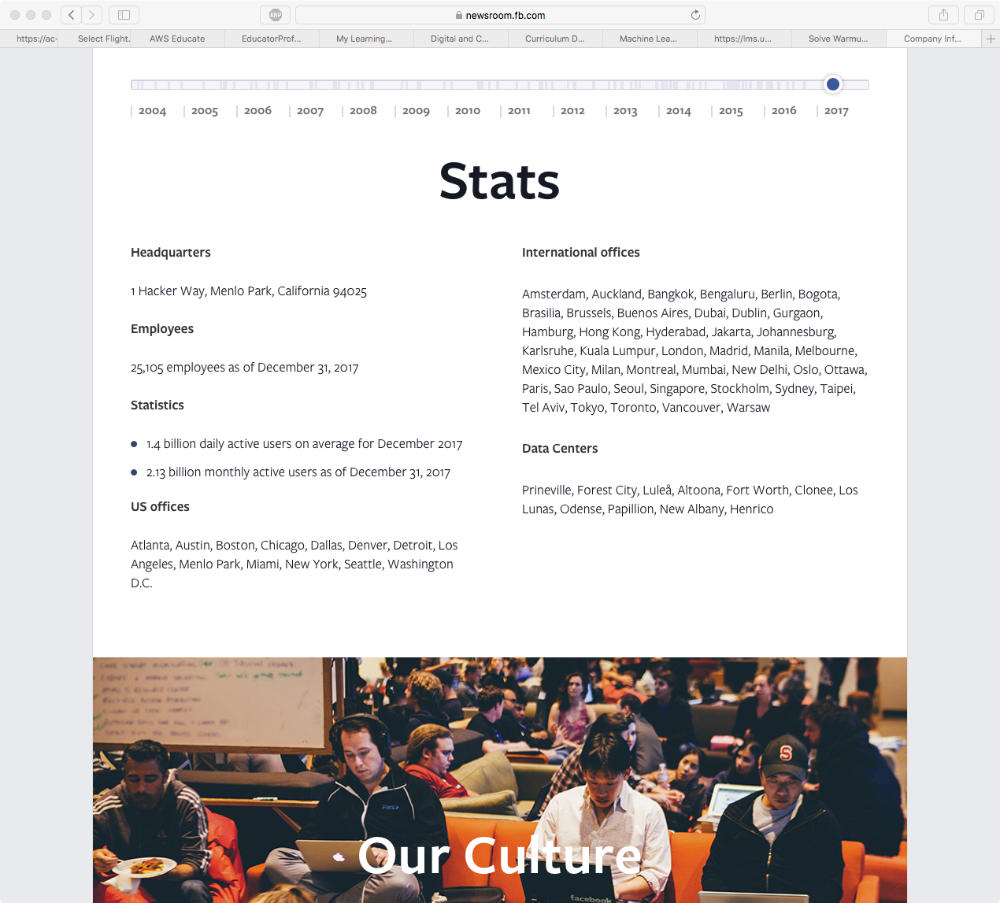 newsroom.fb.com
ABP
https://ac-
Select Flight.
AWS Educate
EducatorProf...
My Learning...
Digital and C...
Curriculum D...
Machine Lea...
https://lms.u...
Solve Warmu...
Company Inf...
2004
2005
2006
2007
2008
2009
2010
2011
2012
2013
2014
2015
2016
2017
Stats
Headquarters
1 Hacker Way, Menlo Park, California 94025
Employees
25,105 employees as of December 31, 2017
Statistics
1.4 billion daily active users on average for December 2017
2.13 billion monthly active users as of December 31, 2017
US offices
Atlanta, Austin, Boston, Chicago, Dallas, Denver, Detroit, Los
Angeles, Menlo Park, Miami, New York, Seattle, Washington
D.C.
International offices
Amsterdam, Auckland, Bangkok, Bengaluru, Berlin, Bogota,
Brasilia, Brussels, Buenos Aires, Dubai, Dublin, Gurgaon,
Hamburg, Hong Kong, Hyderabad, Jakarta, Johannesburg,
Karlsruhe, Kuala Lumpur, London, Madrid, Manila, Melbourne,
Mexico City, Milan, Montreal, Mumbai, New Delhi, Oslo, Ottawa,
Paris, Sao Paulo, Seoul, Singapore, Stockholm, Sydney, Taipei,
Tel Aviv, Tokyo, Toronto, Vancouver, Warsaw
Data Centers
Prineville, Forest City, Luleå, Altoona, Fort Worth, Clonee, Los
Lunas, Odense, Papillion, New Albany, Henrico
S
Our Culture
facebook